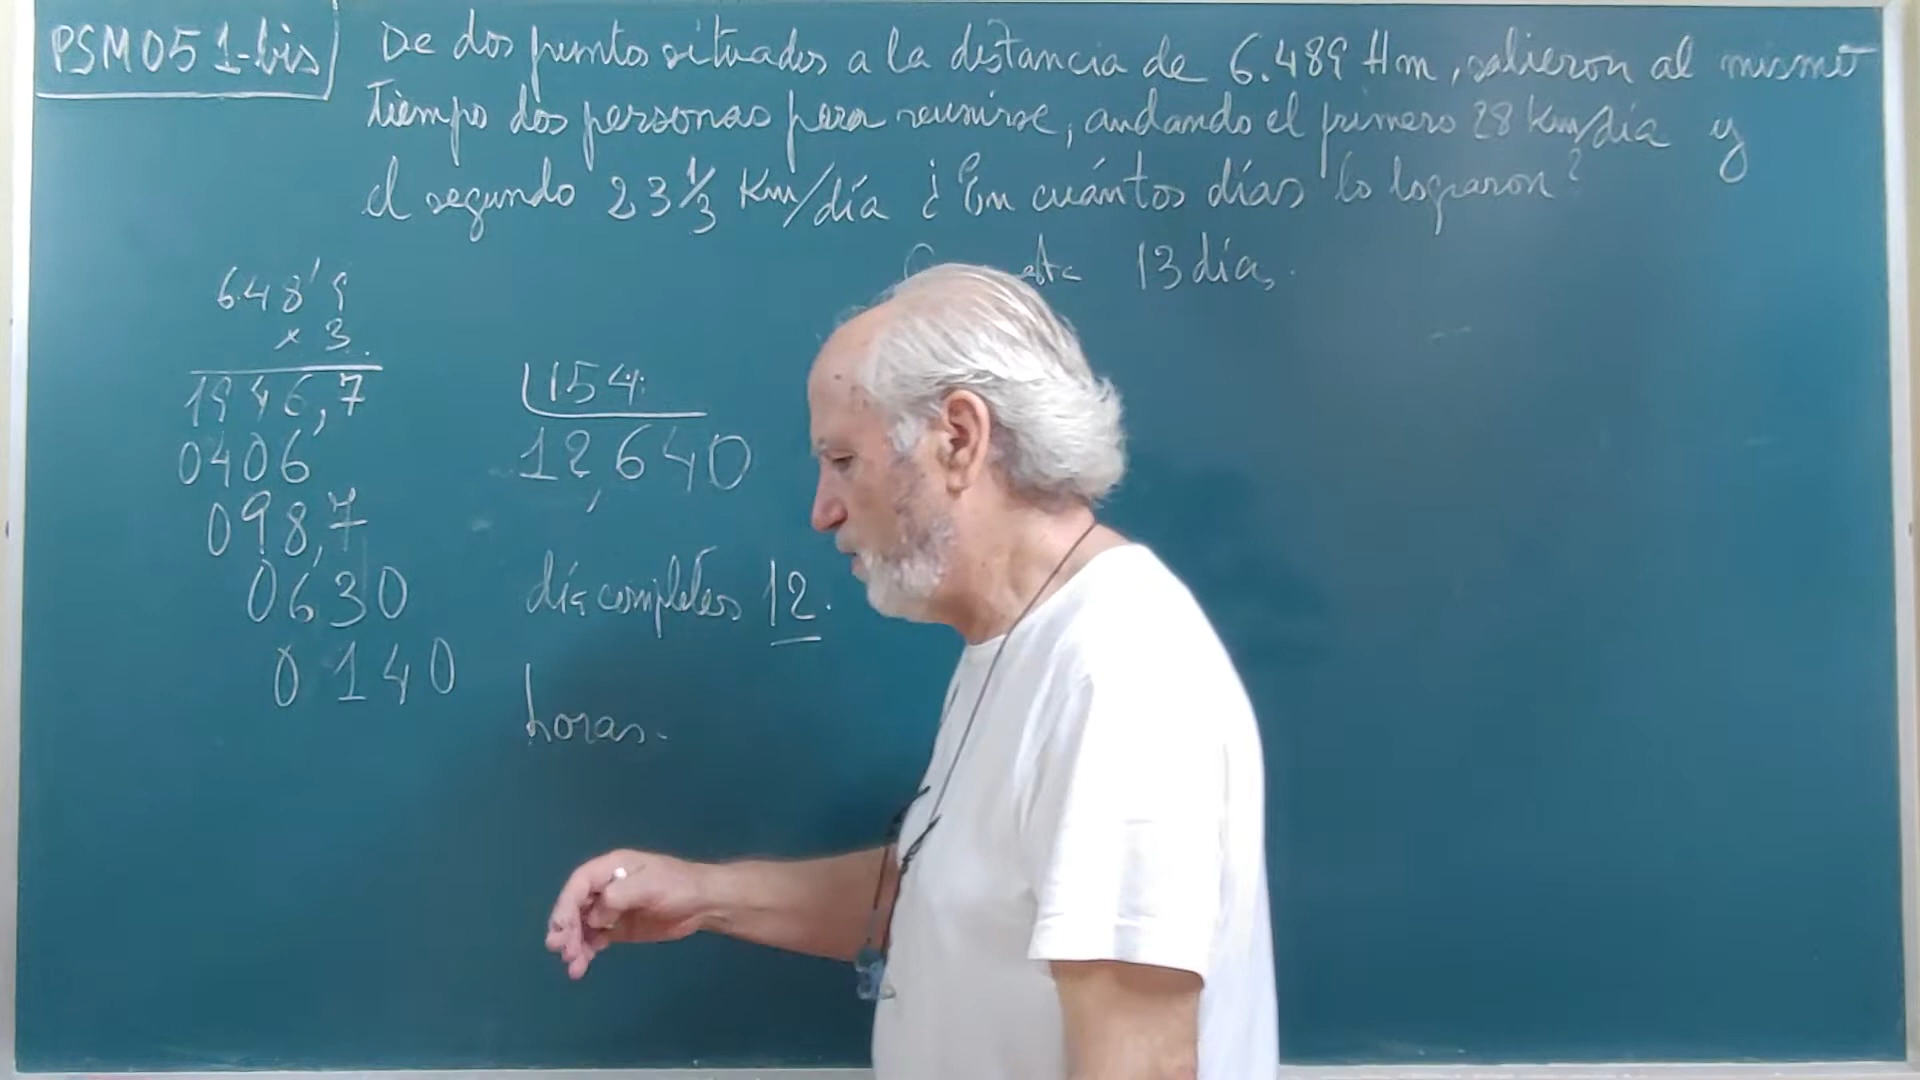 PSM051-bis
De dos puntos situados a la distancia de 6.489 Hm, salieron al mismo
tiempo dos personas para reunirse, andando el primero 28 Km/día y
el segundo 23 1/3 Km/día ¿En cuántos días lo lograron?
13 días.
648'9
x 3
1946,7 154
0406 12,640
098,7
0630
0140
día completos 12.
horas.